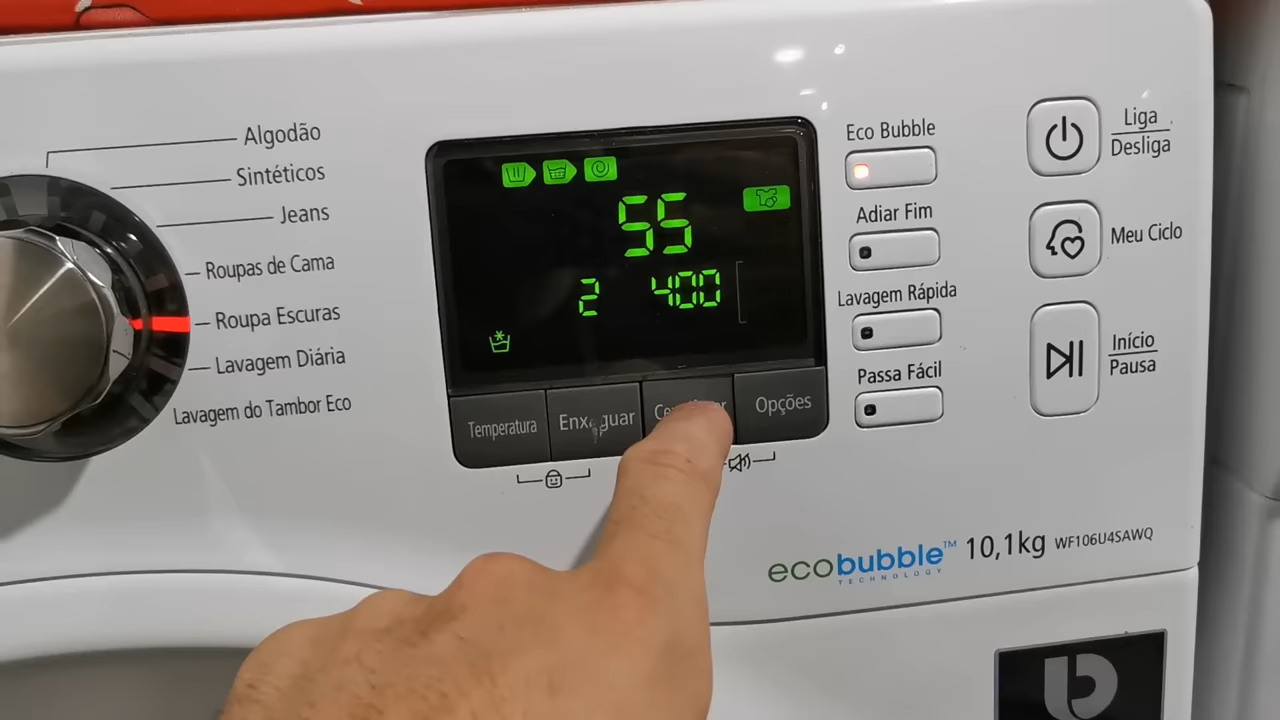 Algodão
Sintéticos
Jeans
Roupas de Cama
Roupa Escuras
Lavagem Diária
Lavagem do Tambor Eco
55
2 400
Temperatura
Enxaguar
Opções
Eco Bubble
Adiar Fim
Lavagem Rápida
Passa Fácil
Liga
Desliga
Meu Ciclo
Início
Pausa
ecobubble™ 10,1kg WF106U4SAWQ
TECHNOLOGY